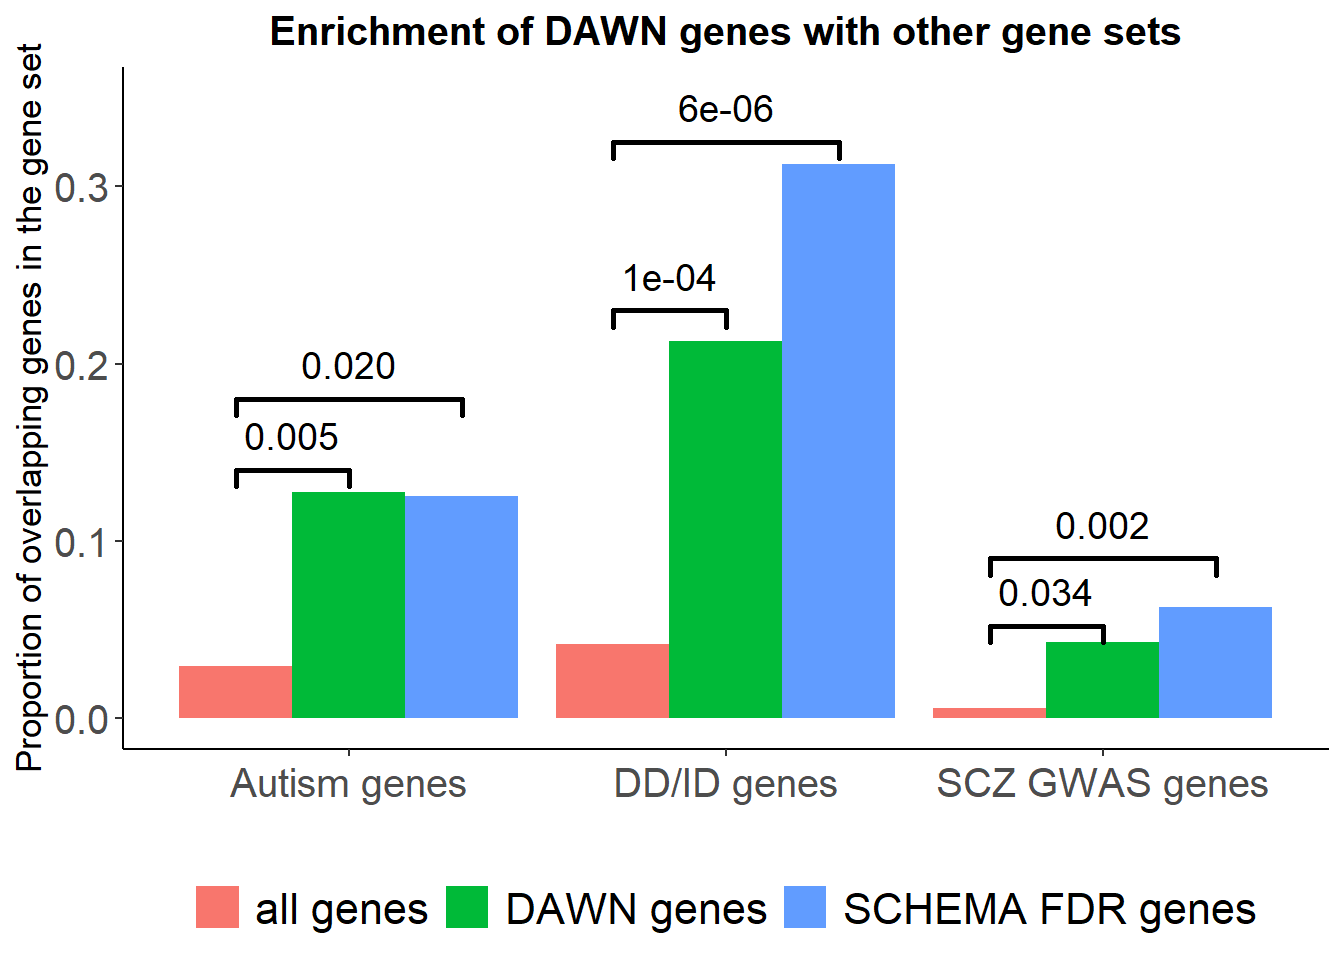 Enrichment of DAWN genes with other gene sets
Proportion of overlapping genes in the gene set
0.3
0.2
0.1
0.0
6e-06
1e-04
0.020
0.005
0.002
0.034
Autism genes
DD/ID genes
SCZ GWAS genes
all genes
DAWN genes
SCHEMA FDR genes